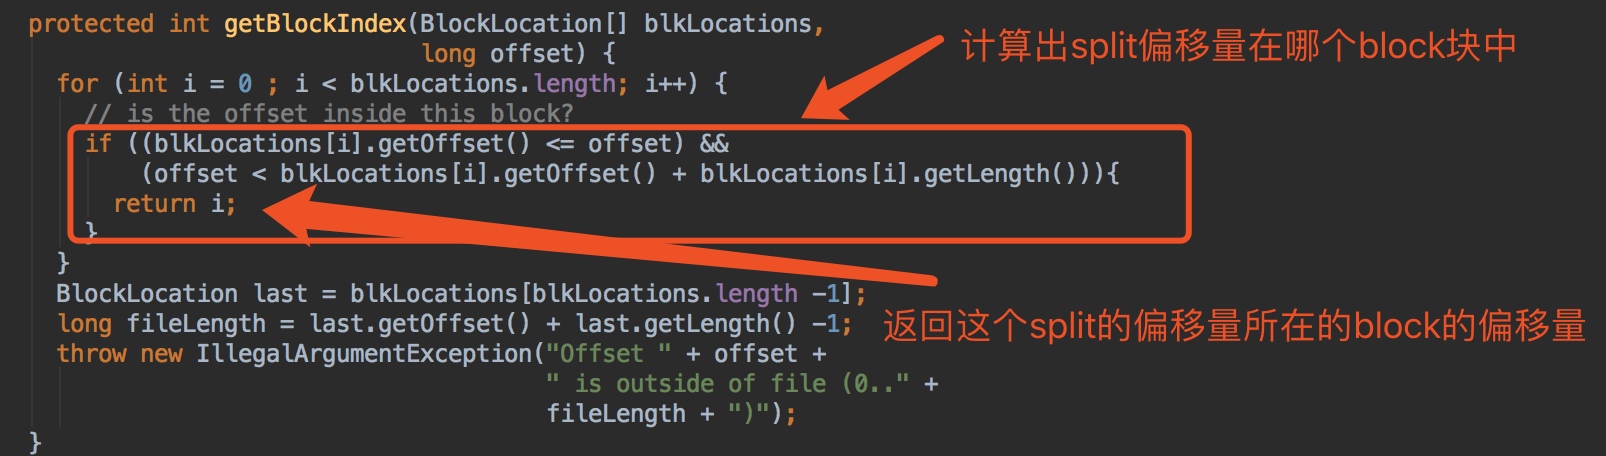 protected int getBlockIndex(BlockLocation[] blkLocations,
                            long offset) {
  for (int i = 0 ; i < blkLocations.length; i++) {
    // is the offset inside this block?
    if ((blkLocations[i].getOffset() <= offset) &&
        (offset < blkLocations[i].getOffset() + blkLocations[i].getLength())){
      return i;
    }
  }
  BlockLocation last = blkLocations[blkLocations.length -1];
  long fileLength = last.getOffset() + last.getLength() -1;
  throw new IllegalArgumentException("Offset " + offset +
                                     " is outside of file (0.." +
                                     fileLength + ")");
}
计算出split偏移量在哪个block块中
返回这个split的偏移量所在的block的偏移量